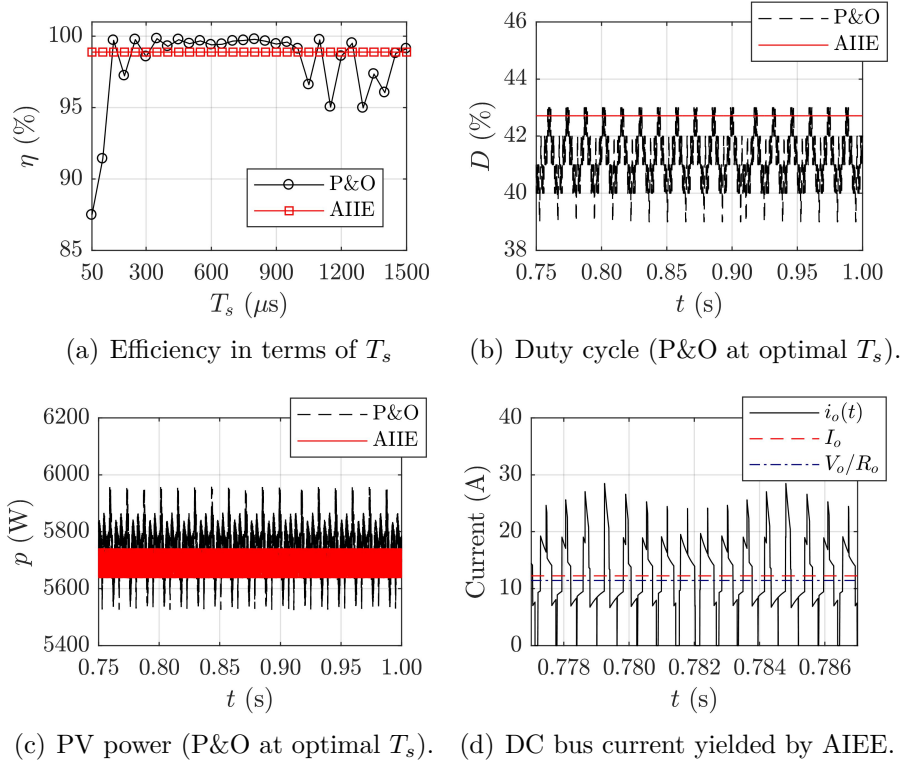 100
95
90
85
η (%)
P&O
AIIE
50 300 600 900 1200 1500
T_s (μs)
(a) Efficiency in terms of T_s
46
44
42
40
38
D (%)
P&O
AIIE
0.75 0.80 0.85 0.90 0.95 1.00
t (s)
(b) Duty cycle (P&O at optimal T_s).
6200
6000
5800
5600
5400
p (W)
P&O
AIIE
0.75 0.80 0.85 0.90 0.95 1.00
t (s)
(c) PV power (P&O at optimal T_s).
40
30
20
10
0
Current (A)
i_o(t)
I_o
V_o/R_o
0.778 0.780 0.782 0.784 0.786
t (s)
(d) DC bus current yielded by AIEE.